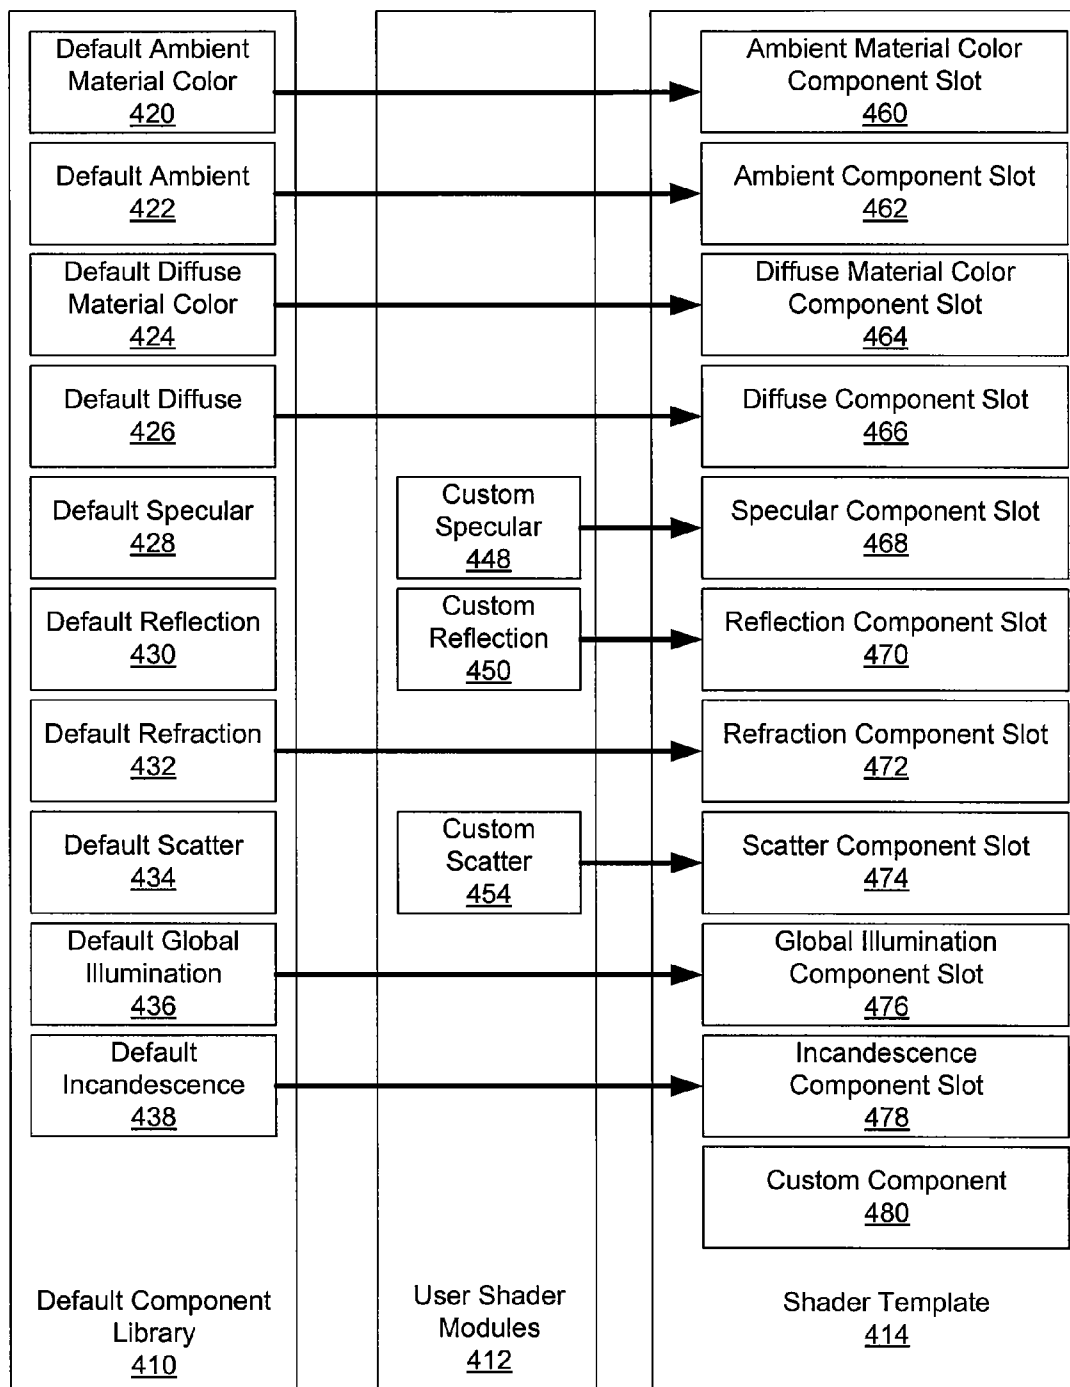 Default Ambient
Material Color
420
Ambient Material Color
Component Slot
460
Default Ambient
422
Ambient Component Slot
462
Default Diffuse
Material Color
424
Diffuse Material Color
Component Slot
464
Default Diffuse
426
Diffuse Component Slot
466
Default Specular
428
Custom
Specular
448
Specular Component Slot
468
Default Reflection
430
Custom
Reflection
450
Reflection Component Slot
470
Default Refraction
432
Refraction Component Slot
472
Default Scatter
434
Custom
Scatter
454
Scatter Component Slot
474
Default Global
Illumination
436
Global Illumination
Component Slot
476
Default
Incandescence
438
Incandescence
Component Slot
478
Custom Component
480
Default Component
Library
410
User Shader
Modules
412
Shader Template
414